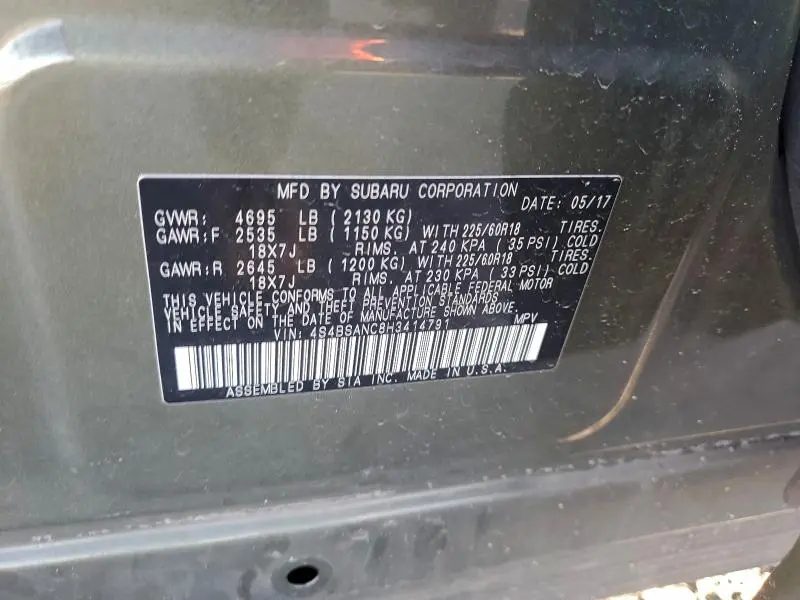 MFD BY SUBARU CORPORATION
DATE: 05/17
GVWR: 4695 LB (2130 KG)
GAWR:F 2535 LB (1150 KG) WITH 225/60R18 TIRES.
18X7J RIMS. AT 240 KPA (35 PSI) COLD
GAWR:R 2645 LB (1200 KG) WITH 225/60R18 TIRES.
18X7J RIMS. AT 230 KPA (33 PSI) COLD
THIS VEHICLE CONFORMS TO ALL APPLICABLE FEDERAL MOTOR
VEHICLE SAFETY AND THEFT PREVENTION STANDARDS
IN EFFECT ON THE DATE OF MANUFACTURE SHOWN ABOVE.
VIN: 4S4BSANC8H3414791 MPV
ASSEMBLED BY SIA INC. MADE IN U.S.A.